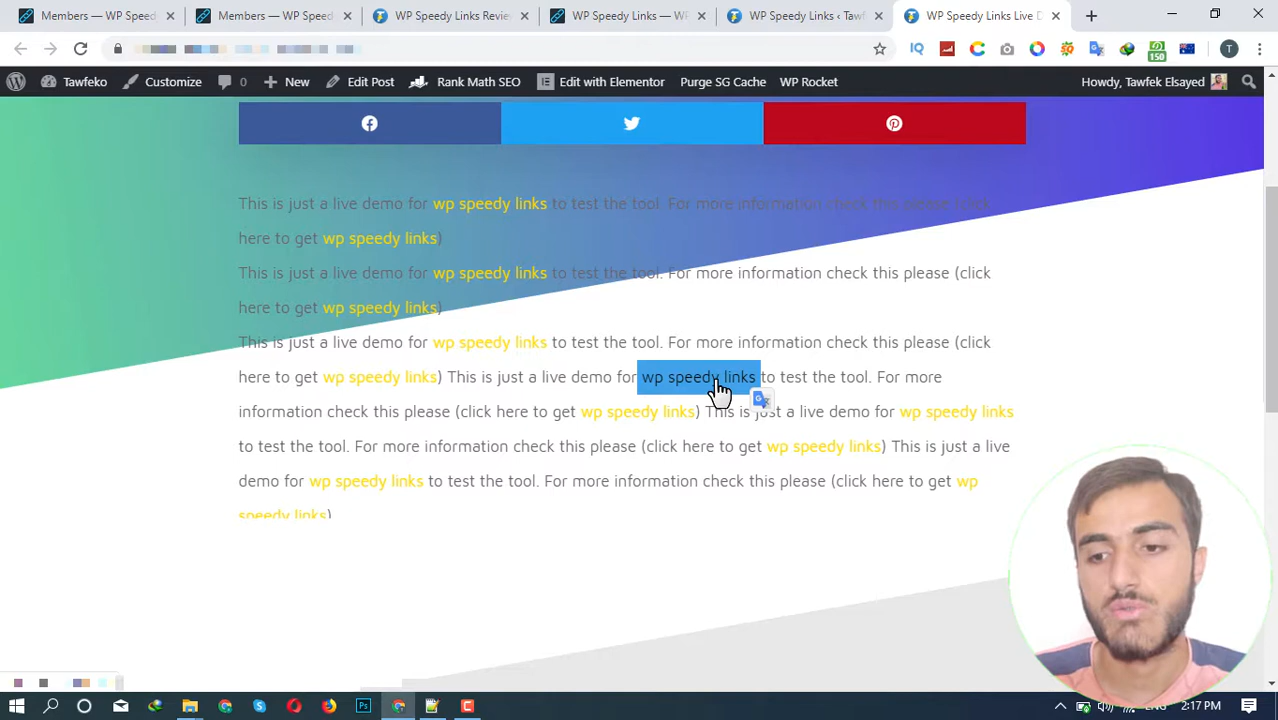 Members — WP Speed
Members — WP Speed
WP Speedy Links Revie
WP Speedy Links — W
WP Speedy Links ‹ Tawf
WP Speedy Links Live D
IQ
150
T
Tawfeko
Customize
0
New
Edit Post
Rank Math SEO
Edit with Elementor
Purge SG Cache
WP Rocket
Howdy, Tawfek Elsayed
This is just a live demo for wp speedy links to test the tool. For more information check this please (click
here to get wp speedy links)
This is just a live demo for wp speedy links to test the tool. For more information check this please (click
here to get wp speedy links)
This is just a live demo for wp speedy links to test the tool. For more information check this please (click
here to get wp speedy links) This is just a live demo for wp speedy links to test the tool. For more
information check this please (click here to get wp speedy links) This is just a live demo for wp speedy links
to test the tool. For more information check this please (click here to get wp speedy links) This is just a live
demo for wp speedy links to test the tool. For more information check this please (click here to get wp
speedy links)
Ps
ENG
2:17 PM